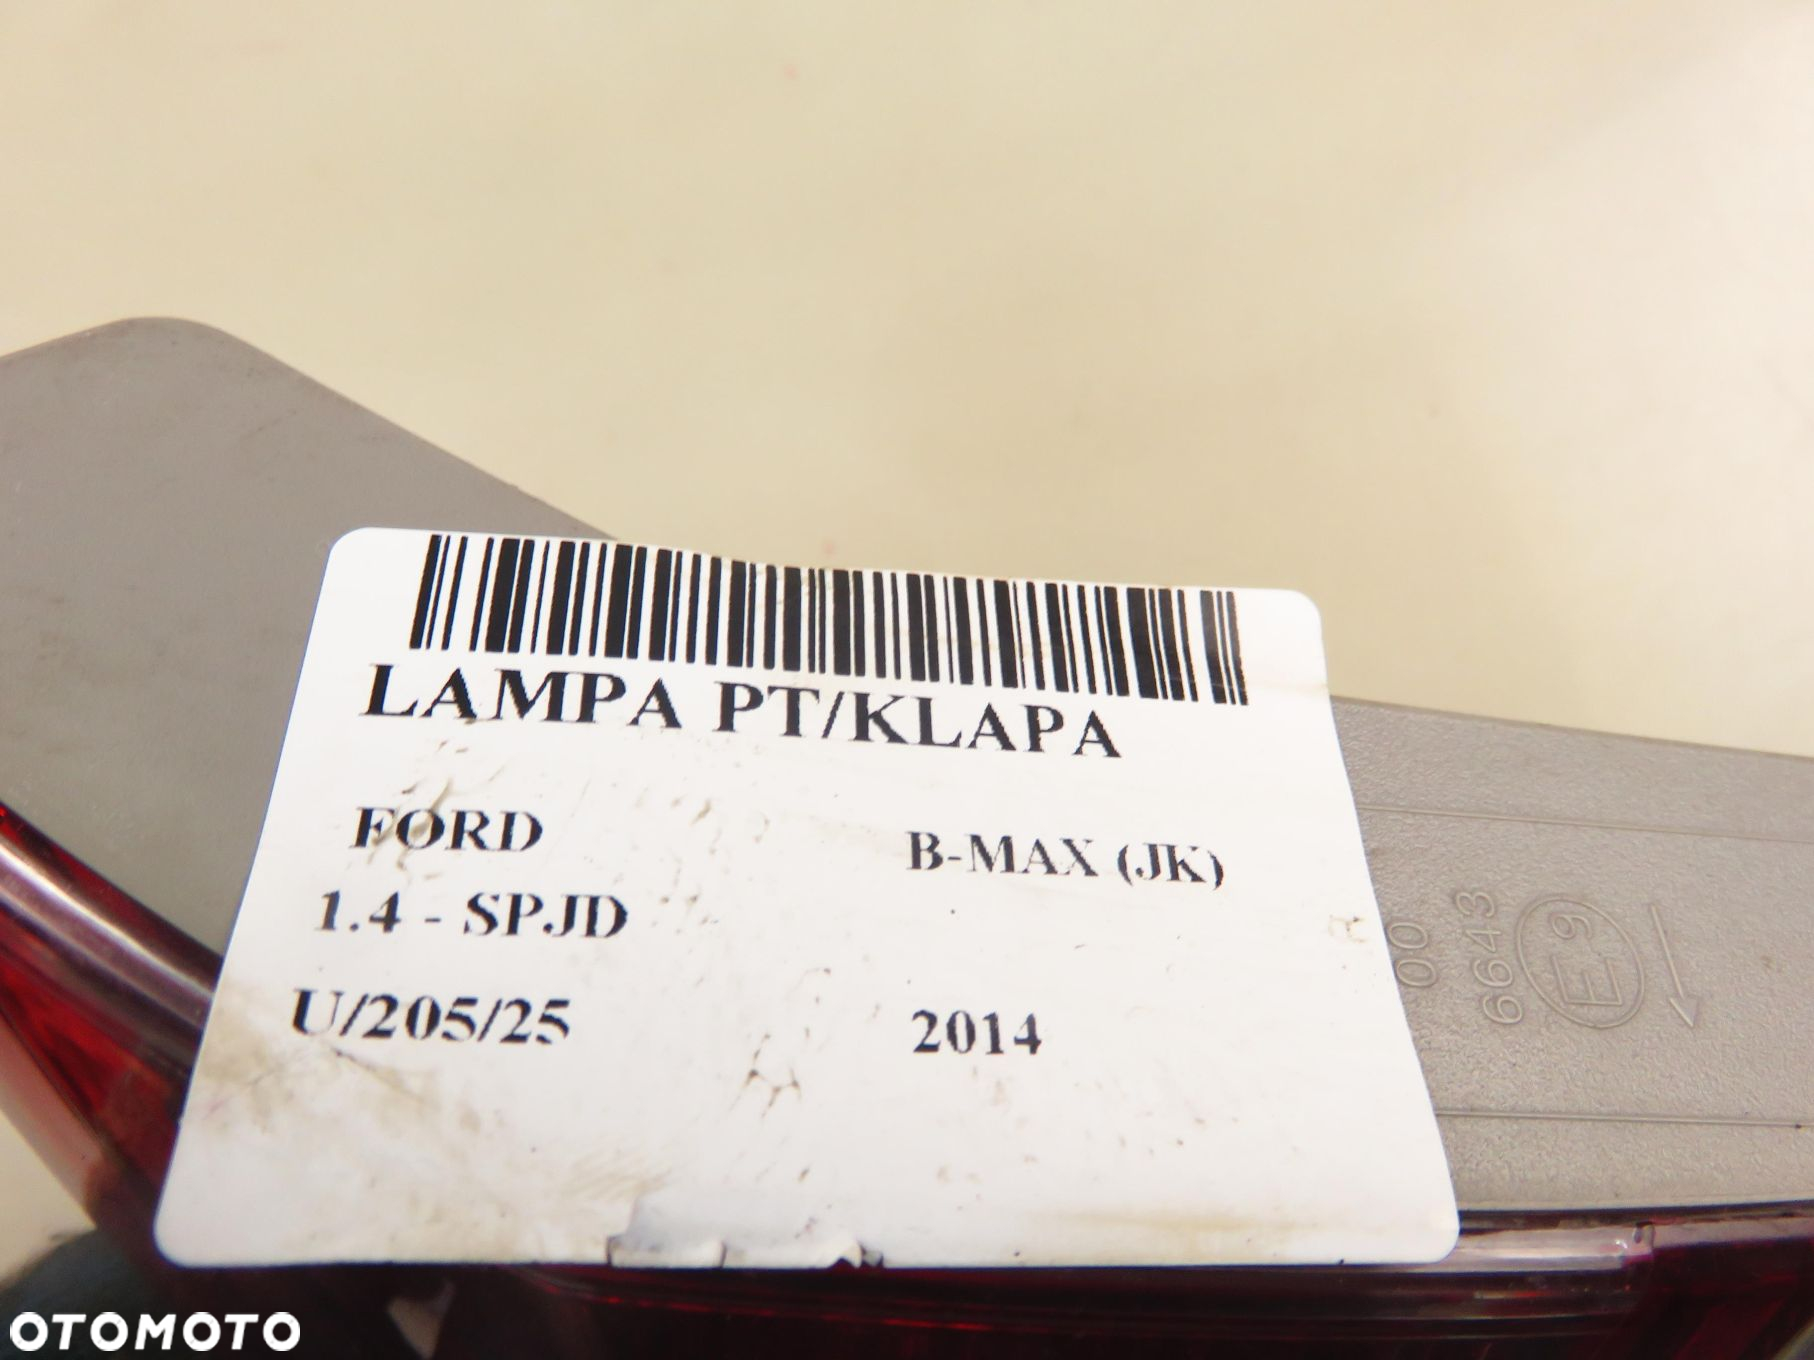 LAMPA PT/KLAPA
FORD B-MAX (JK)
1.4 - SPJD
U/205/25 2014
00
6643
E9
OTOMOTO